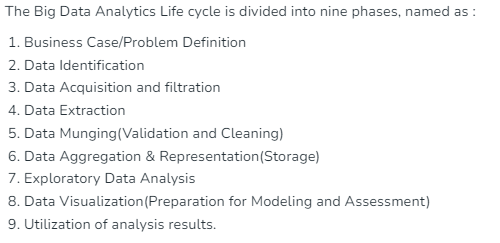 The Big Data Analytics Life cycle is divided into nine phases, named as :
1. Business Case/Problem Definition
2. Data Identification
3. Data Acquisition and filtration
4. Data Extraction
5. Data Munging(Validation and Cleaning)
6. Data Aggregation & Representation(Storage)
7. Exploratory Data Analysis
8. Data Visualization(Preparation for Modeling and Assessment)
9. Utilization of analysis results.